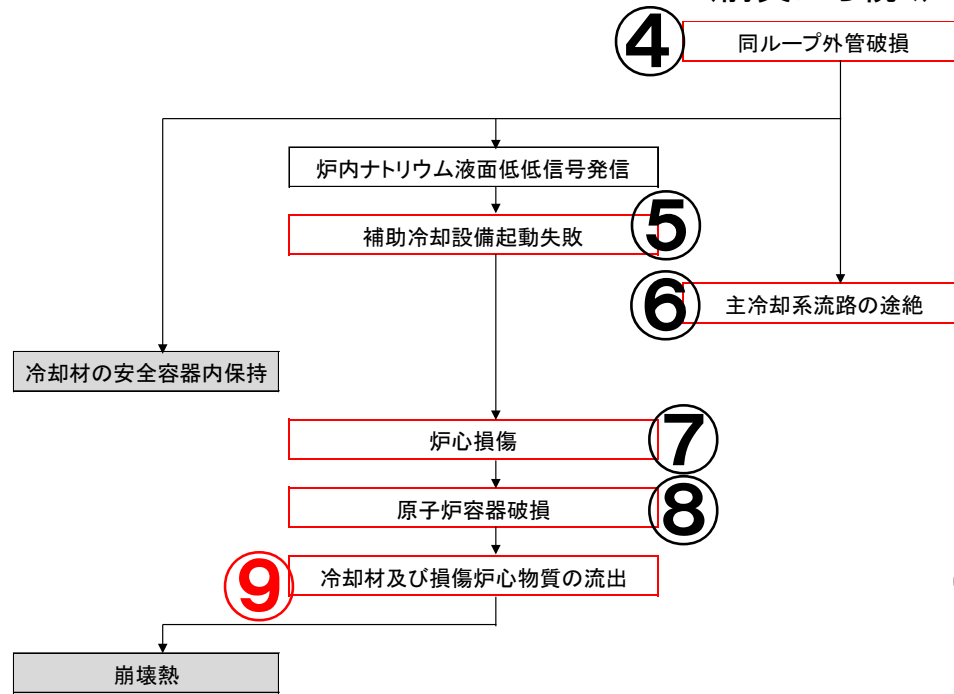 ④ 同ループ外管破損
炉内ナトリウム液面低低信号発信
補助冷却設備起動失敗 ⑤
⑥ 主冷却系流路の途絶
冷却材の安全容器内保持
炉心損傷 ⑦
原子炉容器破損 ⑧
⑨ 冷却材及び損傷炉心物質の流出
崩壊熱